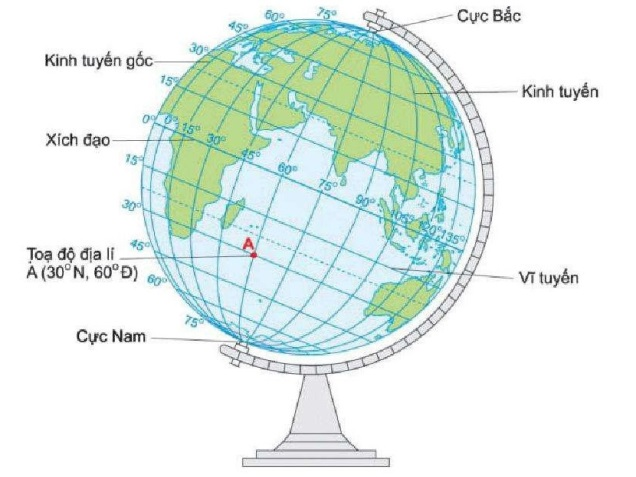 Cực Bắc
75°
60°
45°
30°
15°
Kinh tuyến gốc
Kinh tuyến
Xích đạo
0° 0° 15° 30° 45° 60° 75° 90° 105° 120° 135°
15°
30°
45°
60°
75°
A
Toạ độ địa lí
A (30°N, 60°Đ)
Vĩ tuyến
Cực Nam